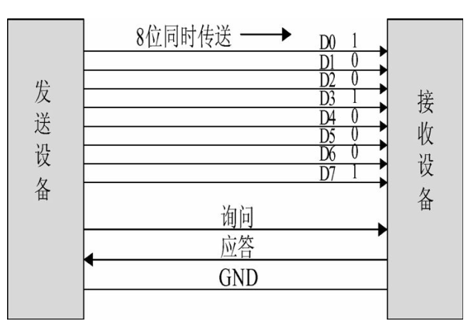 8位同时传送
D0 1
D1 0
D2 0
D3 1
D4 0
D5 0
D6 0
D7 1
发送设备
接收设备
询问
应答
GND